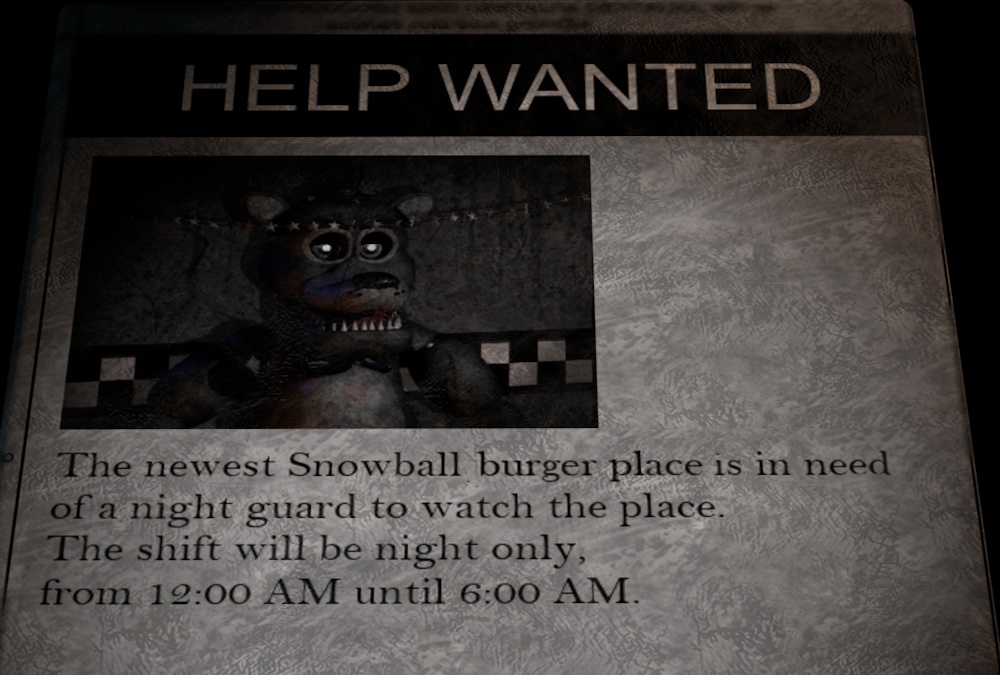 HELP WANTED
The newest Snowball burger place is in need
of a night guard to watch the place.
The shift will be night only,
from 12:00 AM until 6:00 AM.